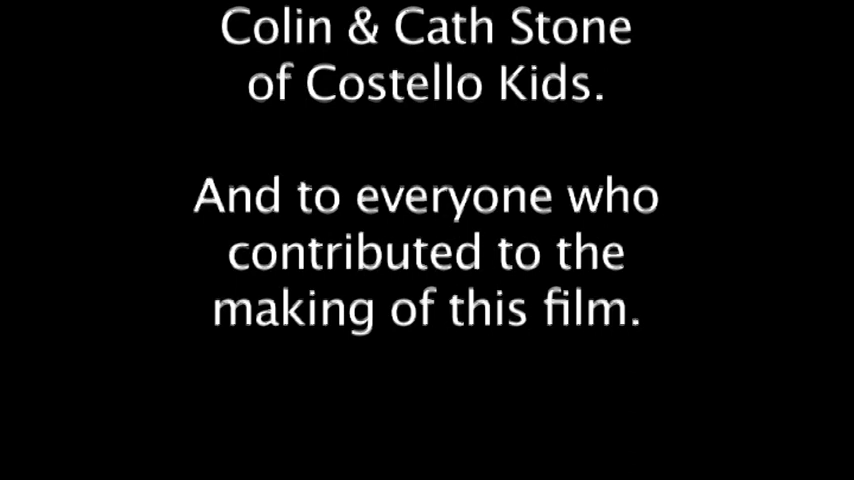 Colin & Cath Stone
of Costello Kids.
And to everyone who
contributed to the
making of this film.